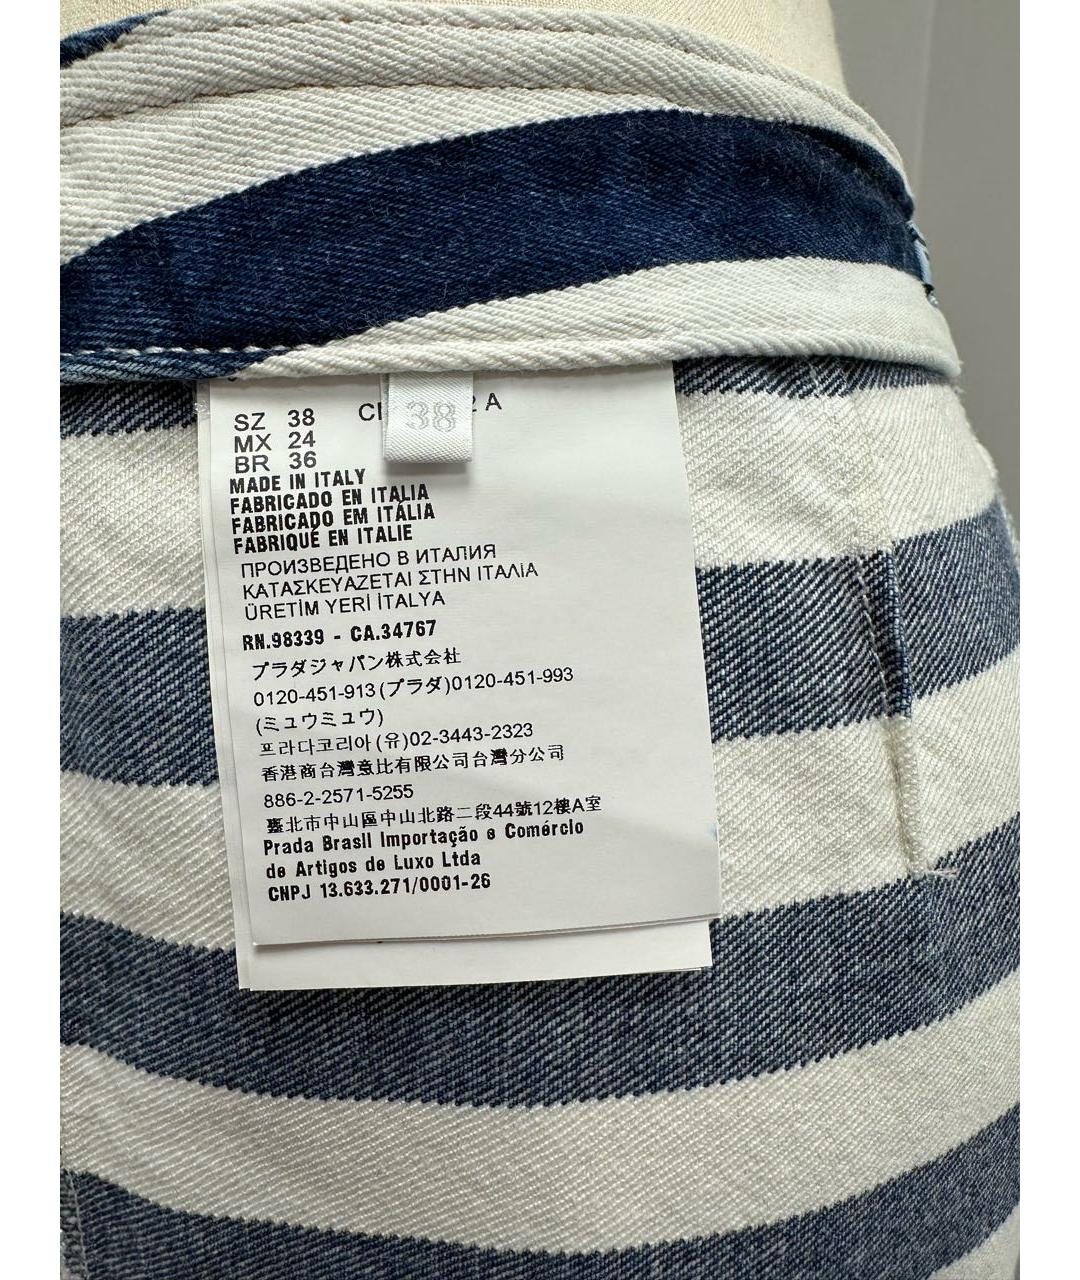 SZ 38
MX 24
BR 36
38
A
MADE IN ITALY
FABRICADO EN ITALIA
FABRICADO EM ITÁLIA
FABRIQUÉ EN ITALIE
ПРОИЗВЕДЕНО В ИТАЛИЯ
ΚΑΤΑΣΚΕΥΑΖΕΤΑΙ ΣΤΗΝ ΙΤΑΛίΑ
ÜRETİM YERİ İTALYA
RN.98339 - CA.34767
プラダジャパン株式会社
0120-451-913(プラダ)0120-451-993
(ミュウミュウ)
프라다코리아(유)02-3443-2323
香港商台灣意比有限公司台灣分公司
886-2-2571-5255
臺北市中山區中山北路二段44號12樓A室
Prada Brasil Importação e Comércio
de Artigos de Luxo Ltda
CNPJ 13.633.271/0001-26